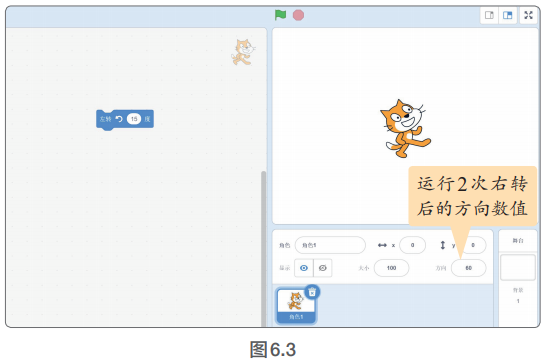 左转 15 度
运行2次右转
后的方向数值
角色 角色1 x 0 y 0
舞台
显示 大小 100 方向 60
背景
1
角色1
图6.3